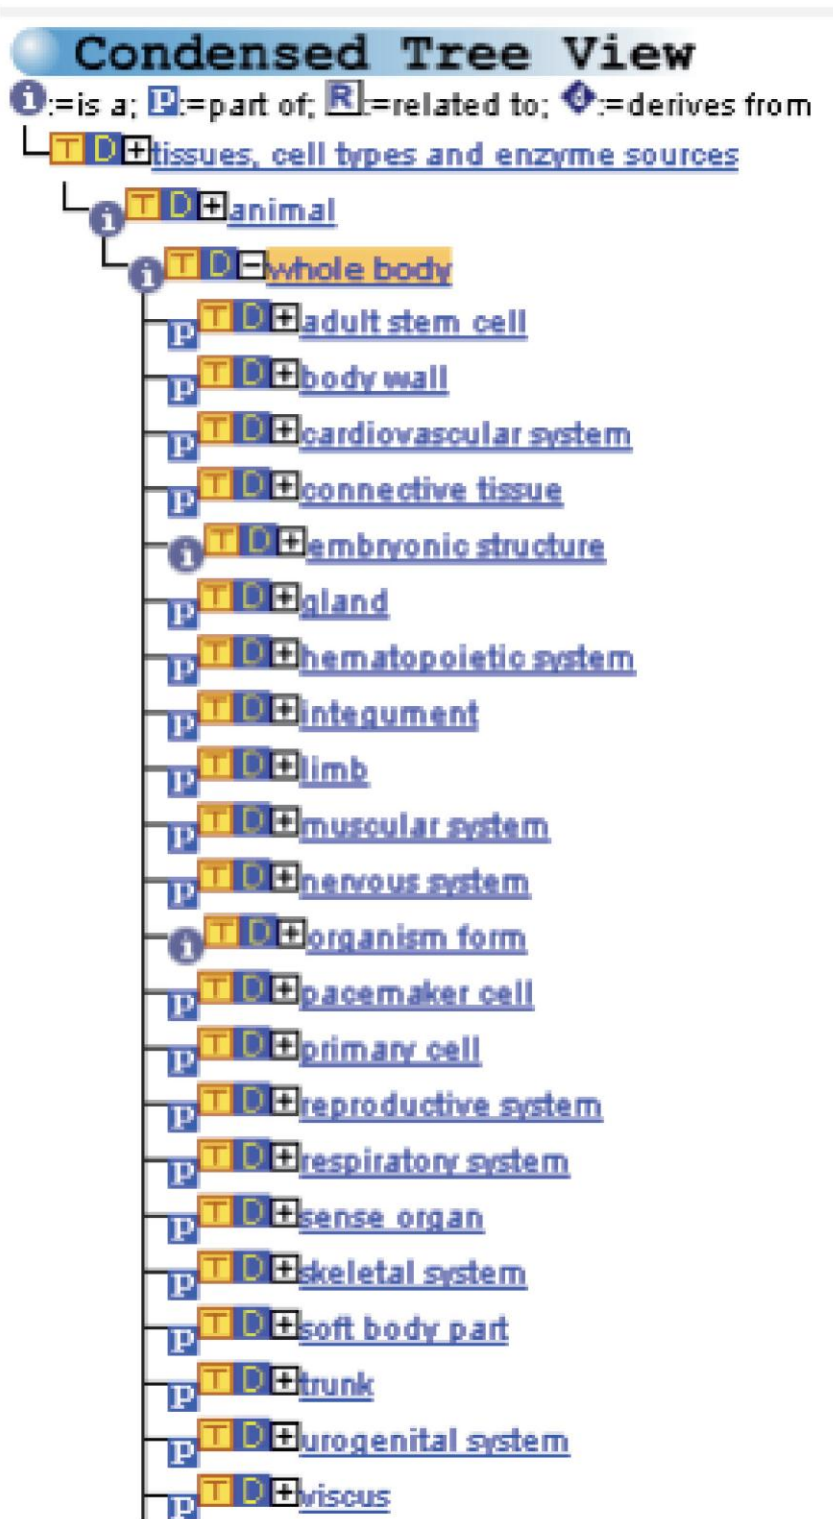 Condensed Tree View
i:=is a; P:=part of; R:=related to; d:=derives from
T D + tissues, cell types and enzyme sources
i T D + animal
i T D − whole body
P T D + adult stem cell
P T D + body wall
P T D + cardiovascular system
P T D + connective tissue
i T D + embryonic structure
P T D + gland
P T D + hematopoietic system
P T D + integument
P T D + limb
P T D + muscular system
P T D + nervous system
i T D + organism form
P T D + pacemaker cell
P T D + primary cell
P T D + reproductive system
P T D + respiratory system
P T D + sense organ
P T D + skeletal system
P T D + soft body part
P T D + trunk
P T D + urogenital system
P T D + viscus